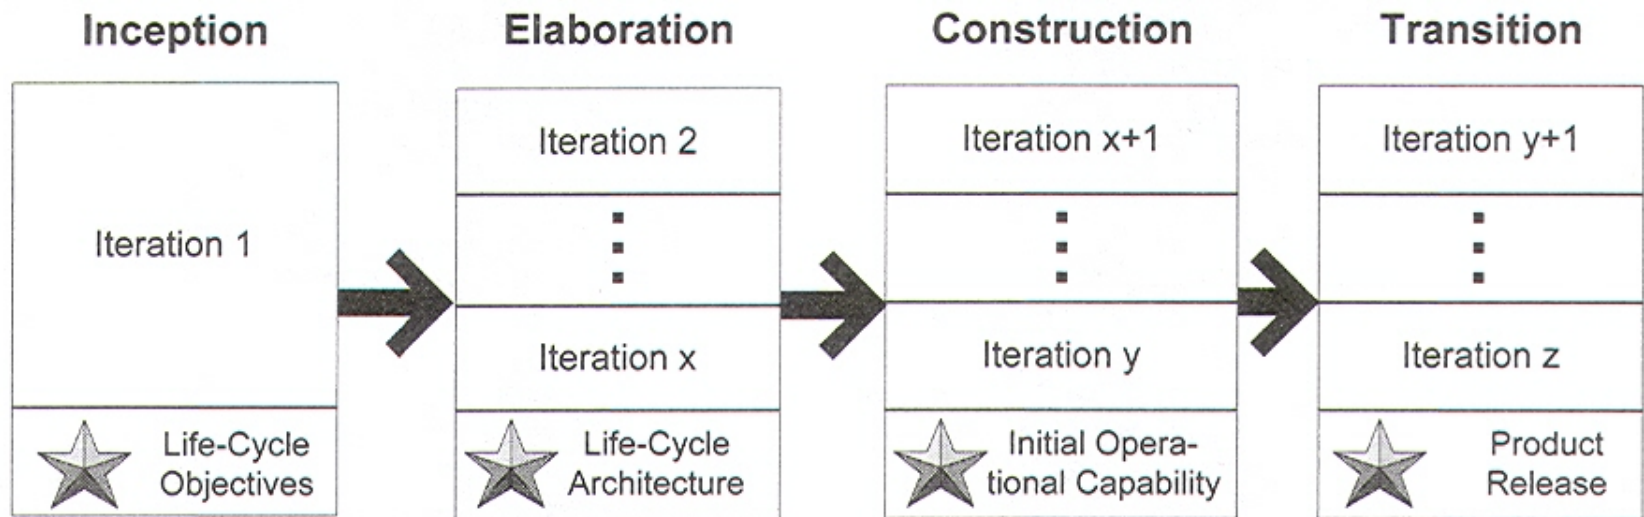 Inception
Iteration 1
Life-Cycle
Objectives
Elaboration
Iteration 2
Iteration x
Life-Cycle
Architecture
Construction
Iteration x+1
Iteration y
Initial Opera-
tional Capability
Transition
Iteration y+1
Iteration z
Product
Release